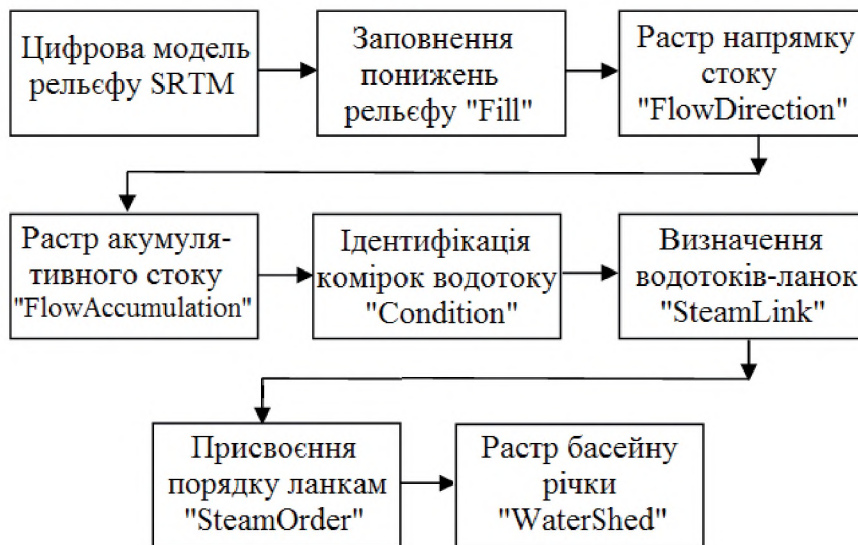 Цифрова модель
рельєфу SRTM
Заповнення
понижень
рельєфу "Fill"
Растр напрямку
стоку
"FlowDirection"
Растр акумуля-
тивного стоку
"FlowAccumulation"
Ідентифікація
комірок водотоку
"Condition"
Визначення
водотоків-ланок
"SteamLink"
Присвоєння
порядку ланкам
"SteamOrder"
Растр басейну
річки
"WaterShed"